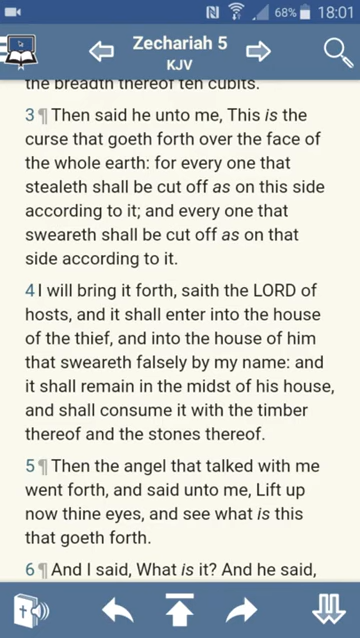 68% 18:01
Zechariah 5
KJV
the breadth thereof ten cubits.
3 ¶ Then said he unto me, This is the
curse that goeth forth over the face of
the whole earth: for every one that
stealeth shall be cut off as on this side
according to it; and every one that
sweareth shall be cut off as on that
side according to it.
4 I will bring it forth, saith the LORD of
hosts, and it shall enter into the house
of the thief, and into the house of him
that sweareth falsely by my name: and
it shall remain in the midst of his house,
and shall consume it with the timber
thereof and the stones thereof.
5 ¶ Then the angel that talked with me
went forth, and said unto me, Lift up
now thine eyes, and see what is this
that goeth forth.
6 ¶ And I said, What is it? And he said,